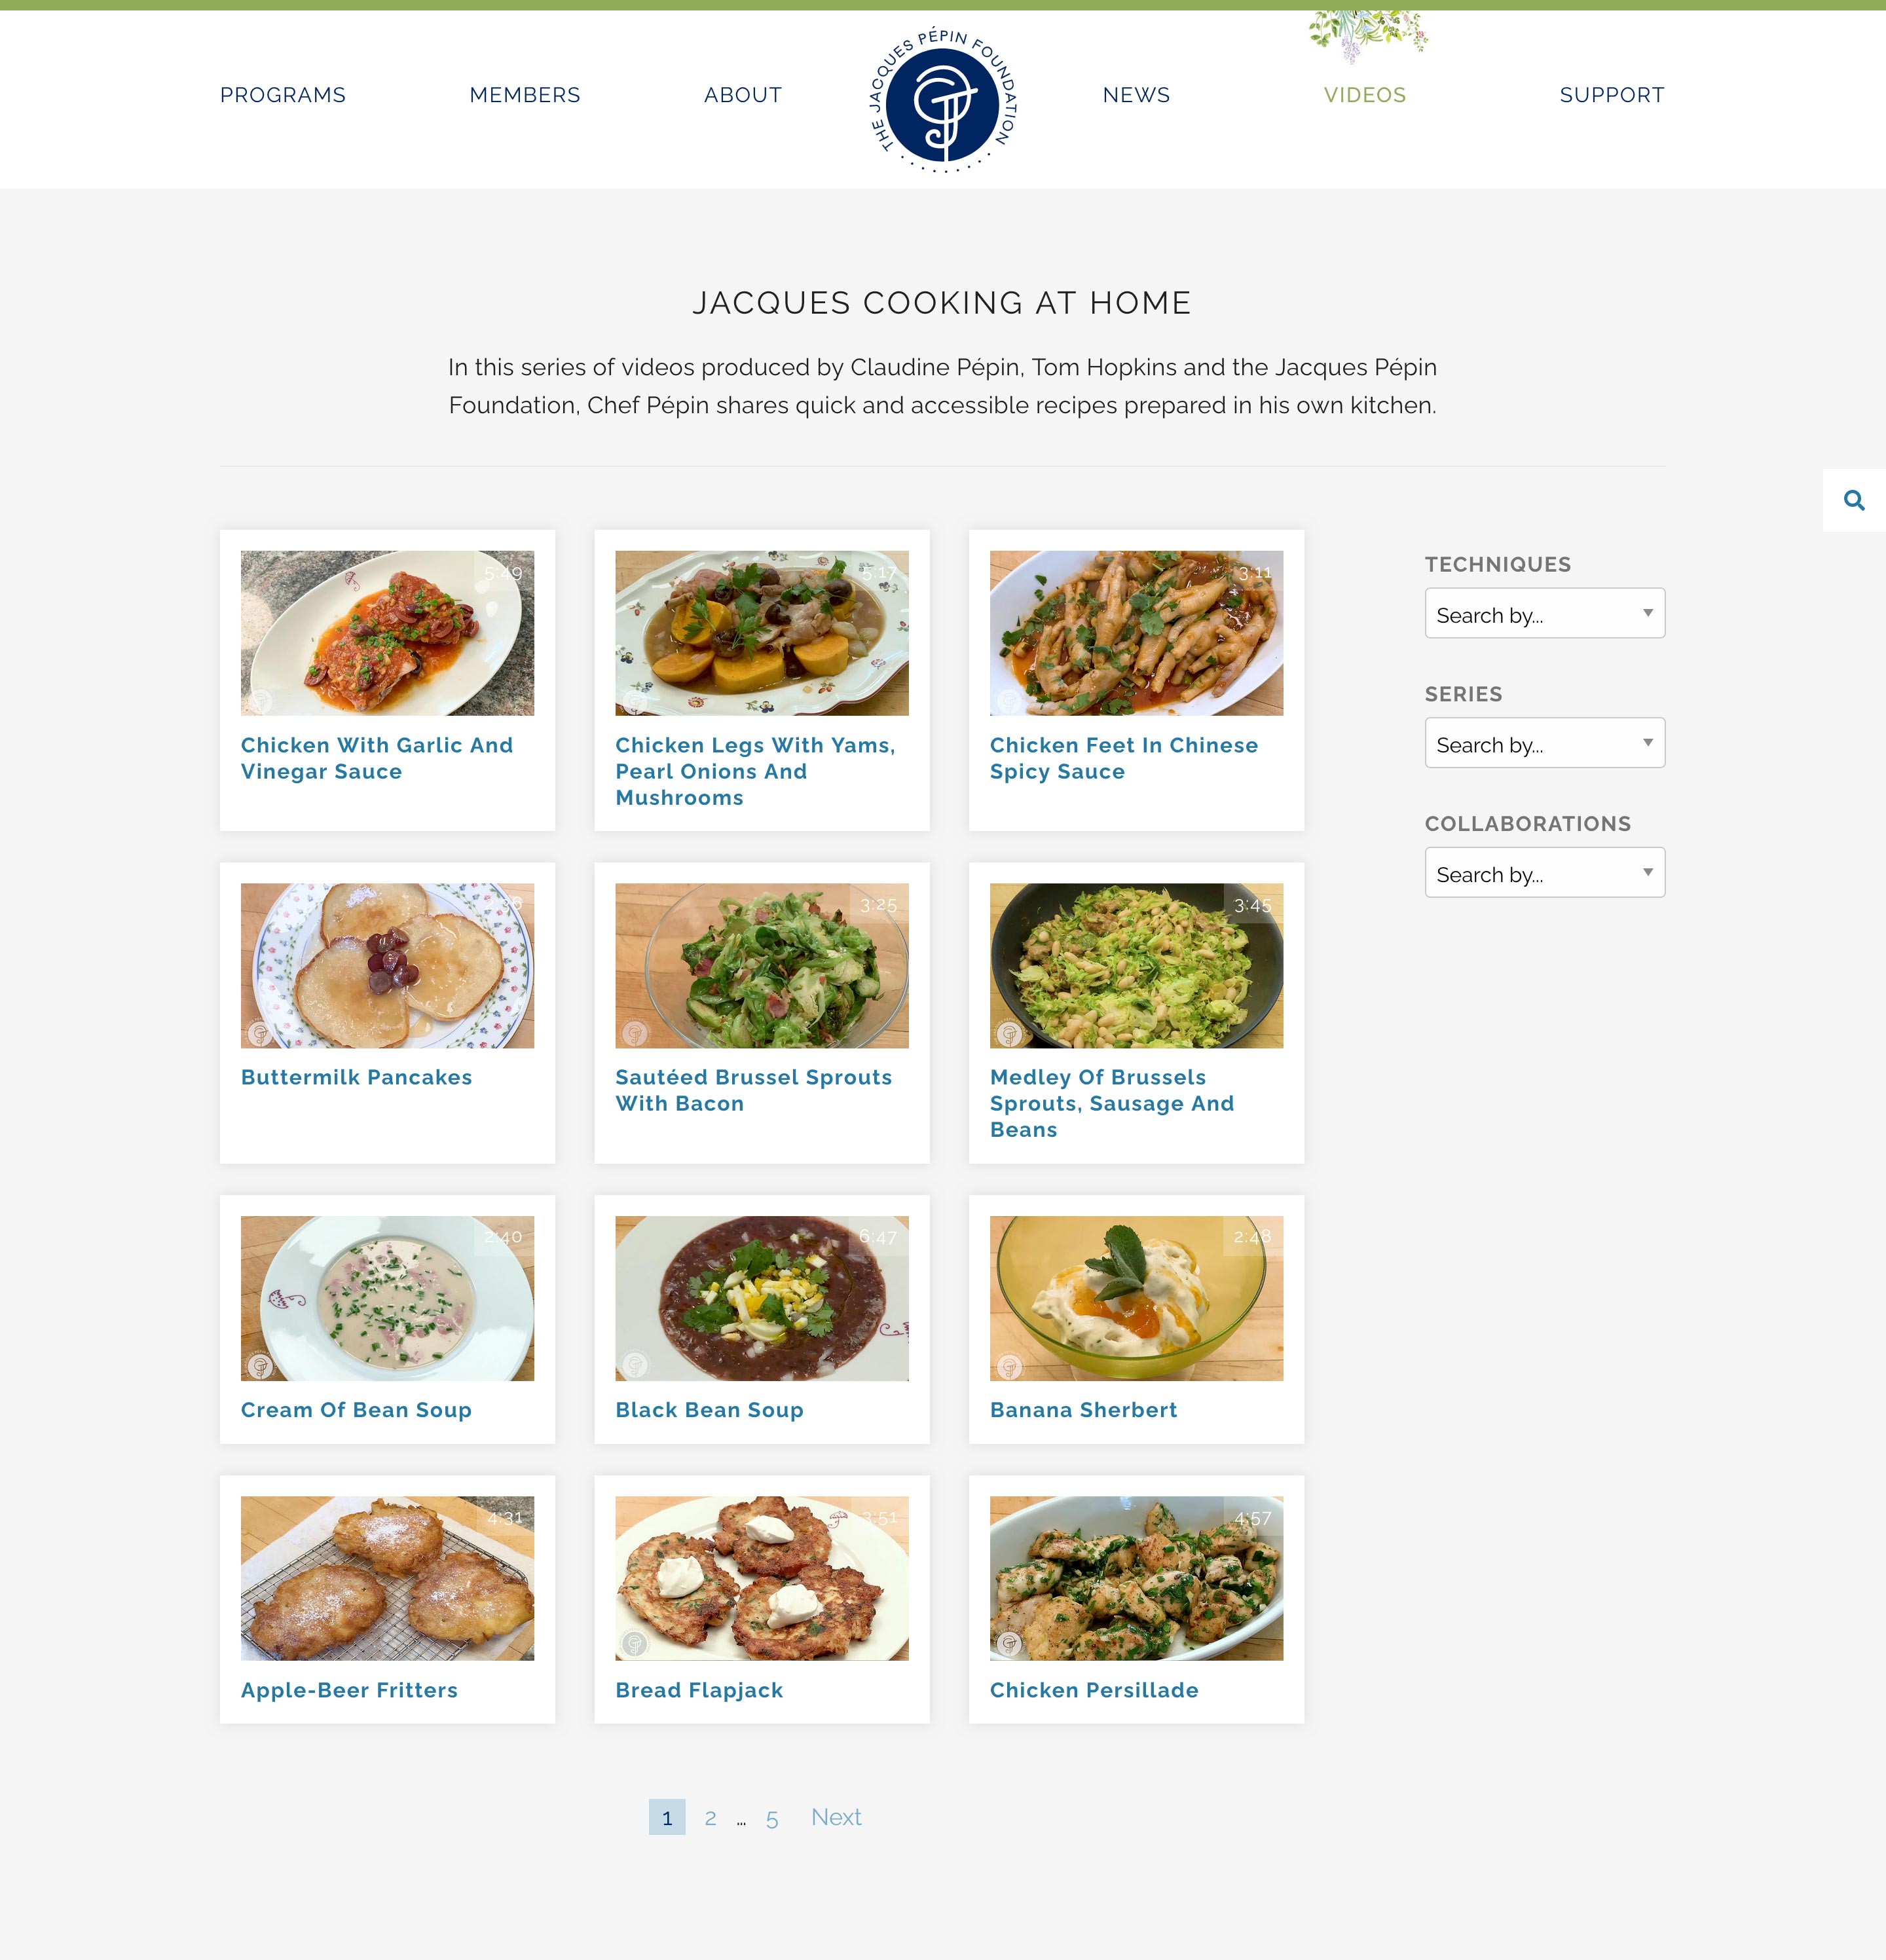 PROGRAMS
MEMBERS
ABOUT
THE JACQUES PÉPIN FOUNDATION
NEWS
VIDEOS
SUPPORT
JACQUES COOKING AT HOME
In this series of videos produced by Claudine Pépin, Tom Hopkins and the Jacques Pépin
Foundation, Chef Pépin shares quick and accessible recipes prepared in his own kitchen.
5:49
Chicken With Garlic And
Vinegar Sauce
5:17
Chicken Legs With Yams,
Pearl Onions And
Mushrooms
3:11
Chicken Feet In Chinese
Spicy Sauce
Buttermilk Pancakes
3:25
Sautéed Brussel Sprouts
With Bacon
3:45
Medley Of Brussels
Sprouts, Sausage And
Beans
2:40
Cream Of Bean Soup
6:47
Black Bean Soup
2:48
Banana Sherbert
4:31
Apple-Beer Fritters
3:51
Bread Flapjack
4:57
Chicken Persillade
TECHNIQUES
Search by...
SERIES
Search by...
COLLABORATIONS
Search by...
1 2 ... 5 Next